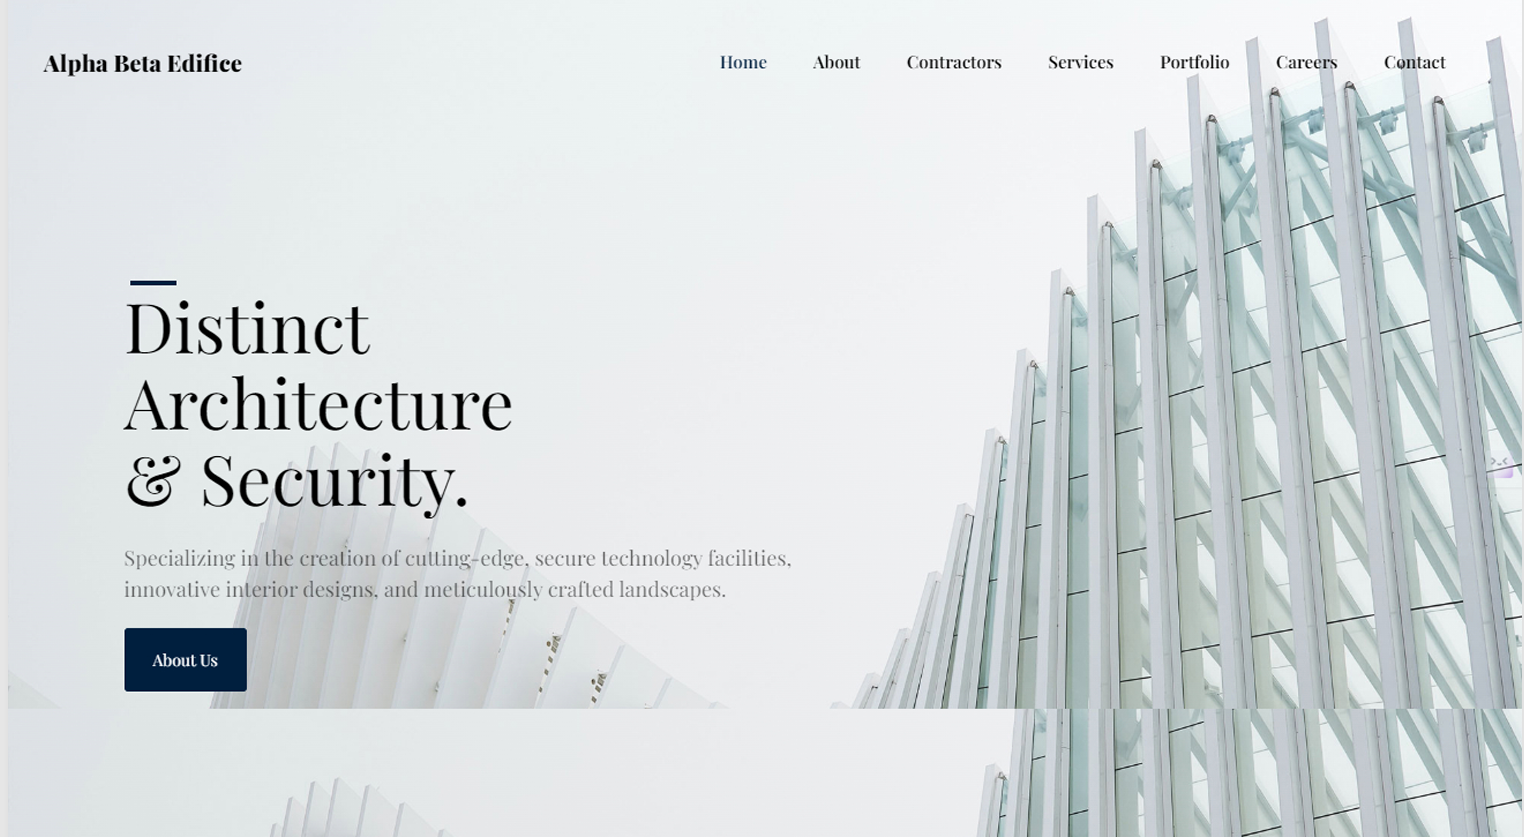 Alpha Beta Edifice
Home About Contractors Services Portfolio Careers Contact
Distinct
Architecture
& Security.
Specializing in the creation of cutting-edge, secure technology facilities,
innovative interior designs, and meticulously crafted landscapes.
About Us